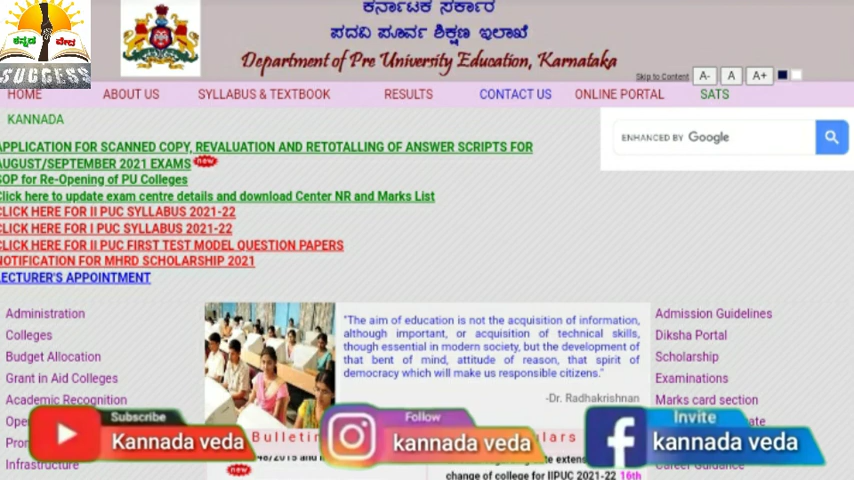 ಕರ್ನಾಟಕ ಸರ್ಕಾರ
ಪದವಿ ಪೂರ್ವ ಶಿಕ್ಷಣ ಇಲಾಖೆ
Department of Pre University Education, Karnataka
ಕನ್ನಡ ವೇದ
SUCCESS
Skip to Content A- A A+
HOME ABOUT US SYLLABUS & TEXTBOOK RESULTS CONTACT US ONLINE PORTAL SATS
KANNADA
ENHANCED BY Google
APPLICATION FOR SCANNED COPY, REVALUATION AND RETOTALLING OF ANSWER SCRIPTS FOR
AUGUST/SEPTEMBER 2021 EXAMS new
SOP for Re-Opening of PU Colleges
Click here to update exam centre details and download Center NR and Marks List
CLICK HERE FOR II PUC SYLLABUS 2021-22
CLICK HERE FOR I PUC SYLLABUS 2021-22
CLICK HERE FOR II PUC FIRST TEST MODEL QUESTION PAPERS
NOTIFICATION FOR MHRD SCHOLARSHIP 2021
LECTURER'S APPOINTMENT
Administration
Colleges
Budget Allocation
Grant in Aid Colleges
Academic Recognition
Infrastructure
"The aim of education is not the acquisition of information,
although important, or acquisition of technical skills,
though essential in modern society, but the development of
that bent of mind, attitude of reason, that spirit of
democracy which will make us responsible citizens."
-Dr. Radhakrishnan
Admission Guidelines
Diksha Portal
Scholarship
Examinations
Marks card section
Career Guidance
Subscribe
Kannada veda
Bulletin
Follow
kannada veda
Invite
kannada veda
new
change of college for IIPUC 2021-22 16th